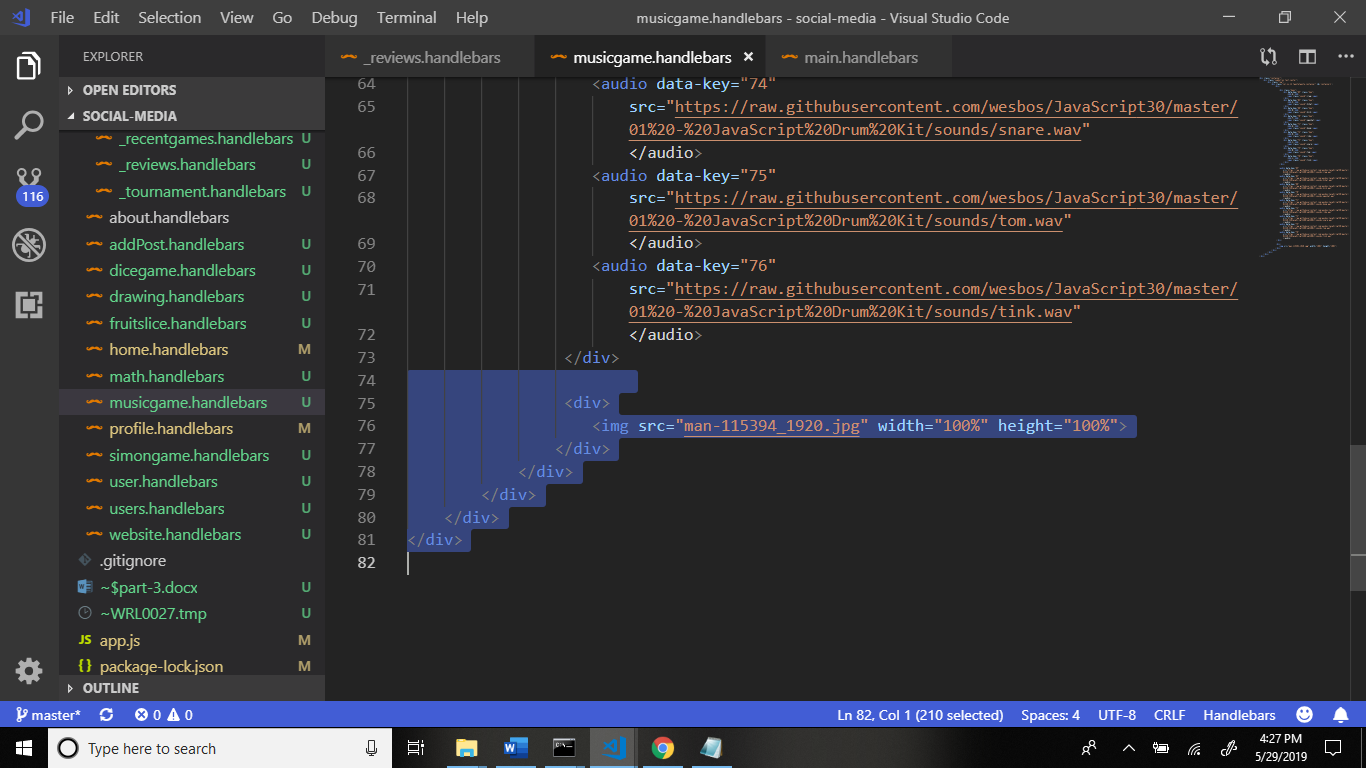 File Edit Selection View Go Debug Terminal Help musicgame.handlebars - social-media - Visual Studio Code
EXPLORER
_reviews.handlebars musicgame.handlebars main.handlebars
OPEN EDITORS
SOCIAL-MEDIA
_recentgames.handlebars U
_reviews.handlebars U
_tournament.handlebars U
about.handlebars
addPost.handlebars U
dicegame.handlebars U
drawing.handlebars U
fruitslice.handlebars U
home.handlebars M
math.handlebars U
musicgame.handlebars U
profile.handlebars M
simongame.handlebars U
user.handlebars U
users.handlebars U
website.handlebars U
.gitignore
~$part-3.docx U
~WRL0027.tmp U
JS app.js M
{} package-lock.json M
OUTLINE
116
64 <audio data-key="74"
65 src="https://raw.githubusercontent.com/wesbos/JavaScript30/master/
01%20-%20JavaScript%20Drum%20Kit/sounds/snare.wav"
66 </audio>
67 <audio data-key="75"
68 src="https://raw.githubusercontent.com/wesbos/JavaScript30/master/
01%20-%20JavaScript%20Drum%20Kit/sounds/tom.wav"
69 </audio>
70 <audio data-key="76"
71 src="https://raw.githubusercontent.com/wesbos/JavaScript30/master/
01%20-%20JavaScript%20Drum%20Kit/sounds/tink.wav"
72 </audio>
73 </div>
74
75 <div>
76 <img src="man-115394_1920.jpg" width="100%" height="100%">
77 </div>
78 </div>
79 </div>
80 </div>
81 </div>
82
master* 0 0 Ln 82, Col 1 (210 selected) Spaces: 4 UTF-8 CRLF Handlebars
Type here to search
4:27 PM
5/29/2019